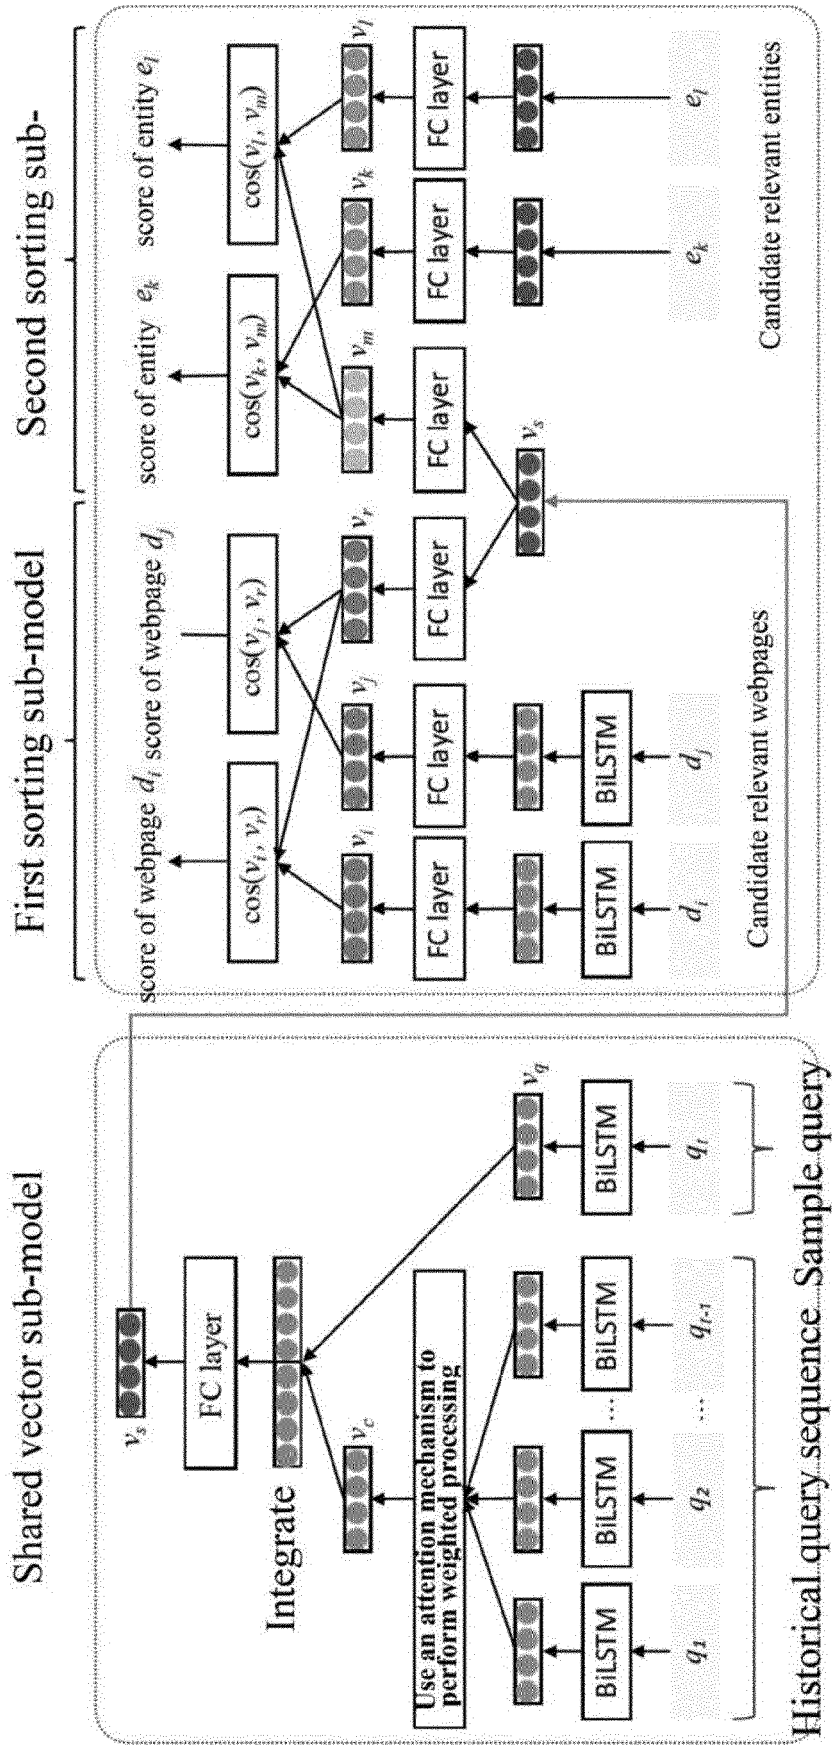 Shared vector sub-model
First sorting sub-model
Second sorting sub-
v_s
FC layer
Integrate
v_c
Use an attention mechanism to
perform weighted processing
v_q
BiLSTM
BiLSTM
...
BiLSTM
BiLSTM
q_1
q_2
...
q_{t-1}
q_t
Historical query sequence
Sample query
score of webpage d_i
score of webpage d_j
score of entity e_k
score of entity e_l
cos(v_i, v_r)
cos(v_j, v_r)
cos(v_k, v_m)
cos(v_l, v_m)
v_i
v_j
v_r
v_m
v_k
v_l
FC layer
FC layer
FC layer
FC layer
FC layer
FC layer
v_s
BiLSTM
BiLSTM
d_i
d_j
e_k
e_l
Candidate relevant webpages
Candidate relevant entities